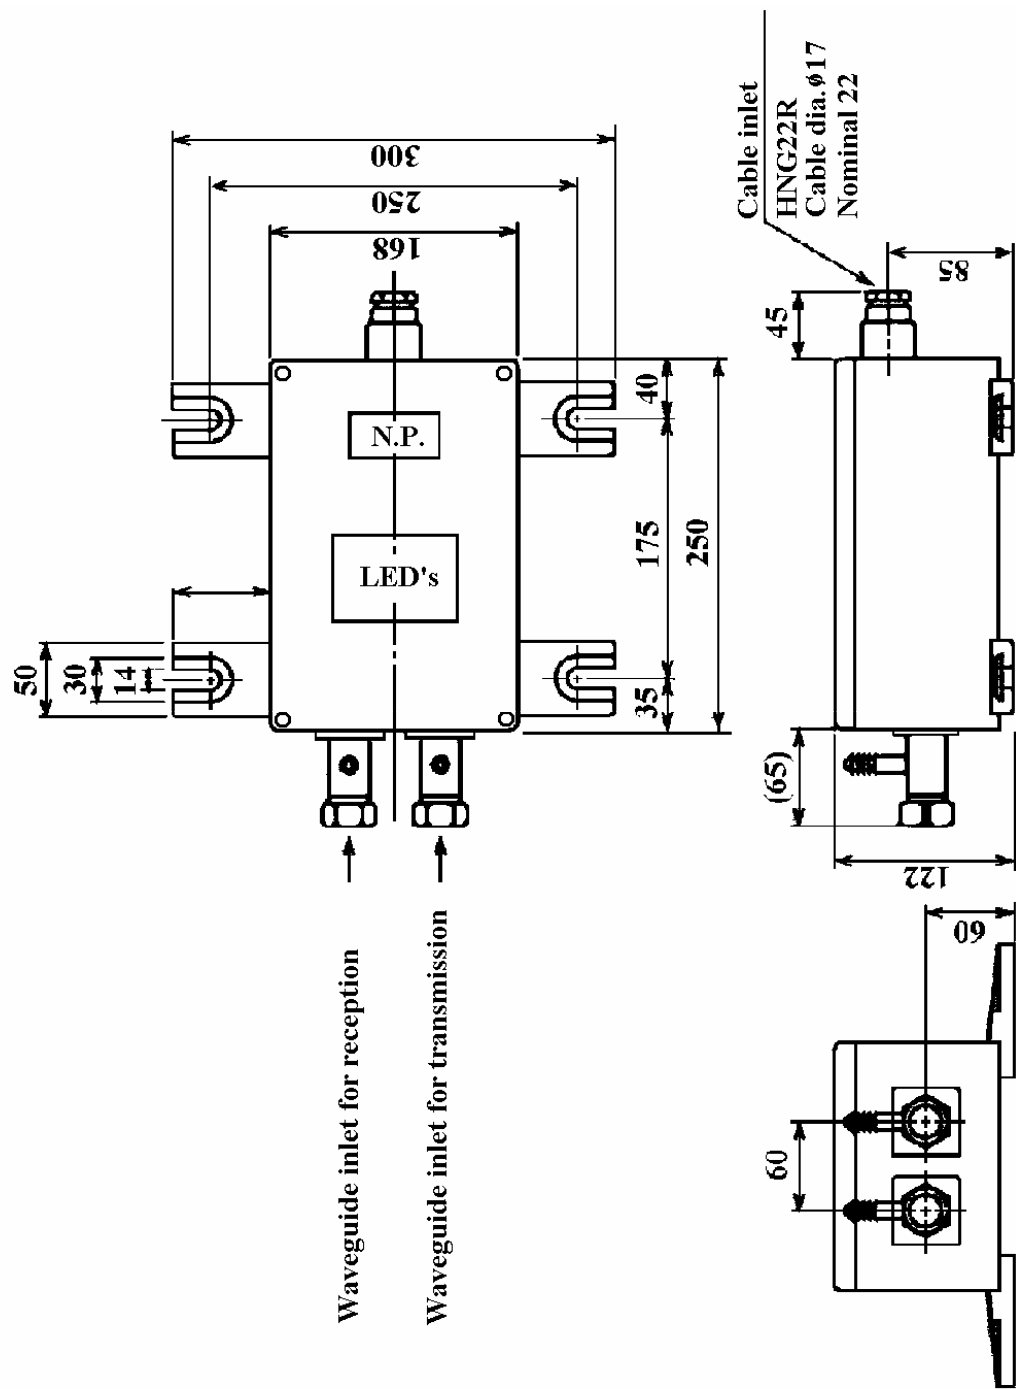 300
250
168
Cable inlet
HNG22R
Cable dia. ø17
Nominal 22
85
45
40
N.P.
175
250
LED's
50
30
14
35
(65)
122
60
60
Waveguide inlet for reception
Waveguide inlet for transmission